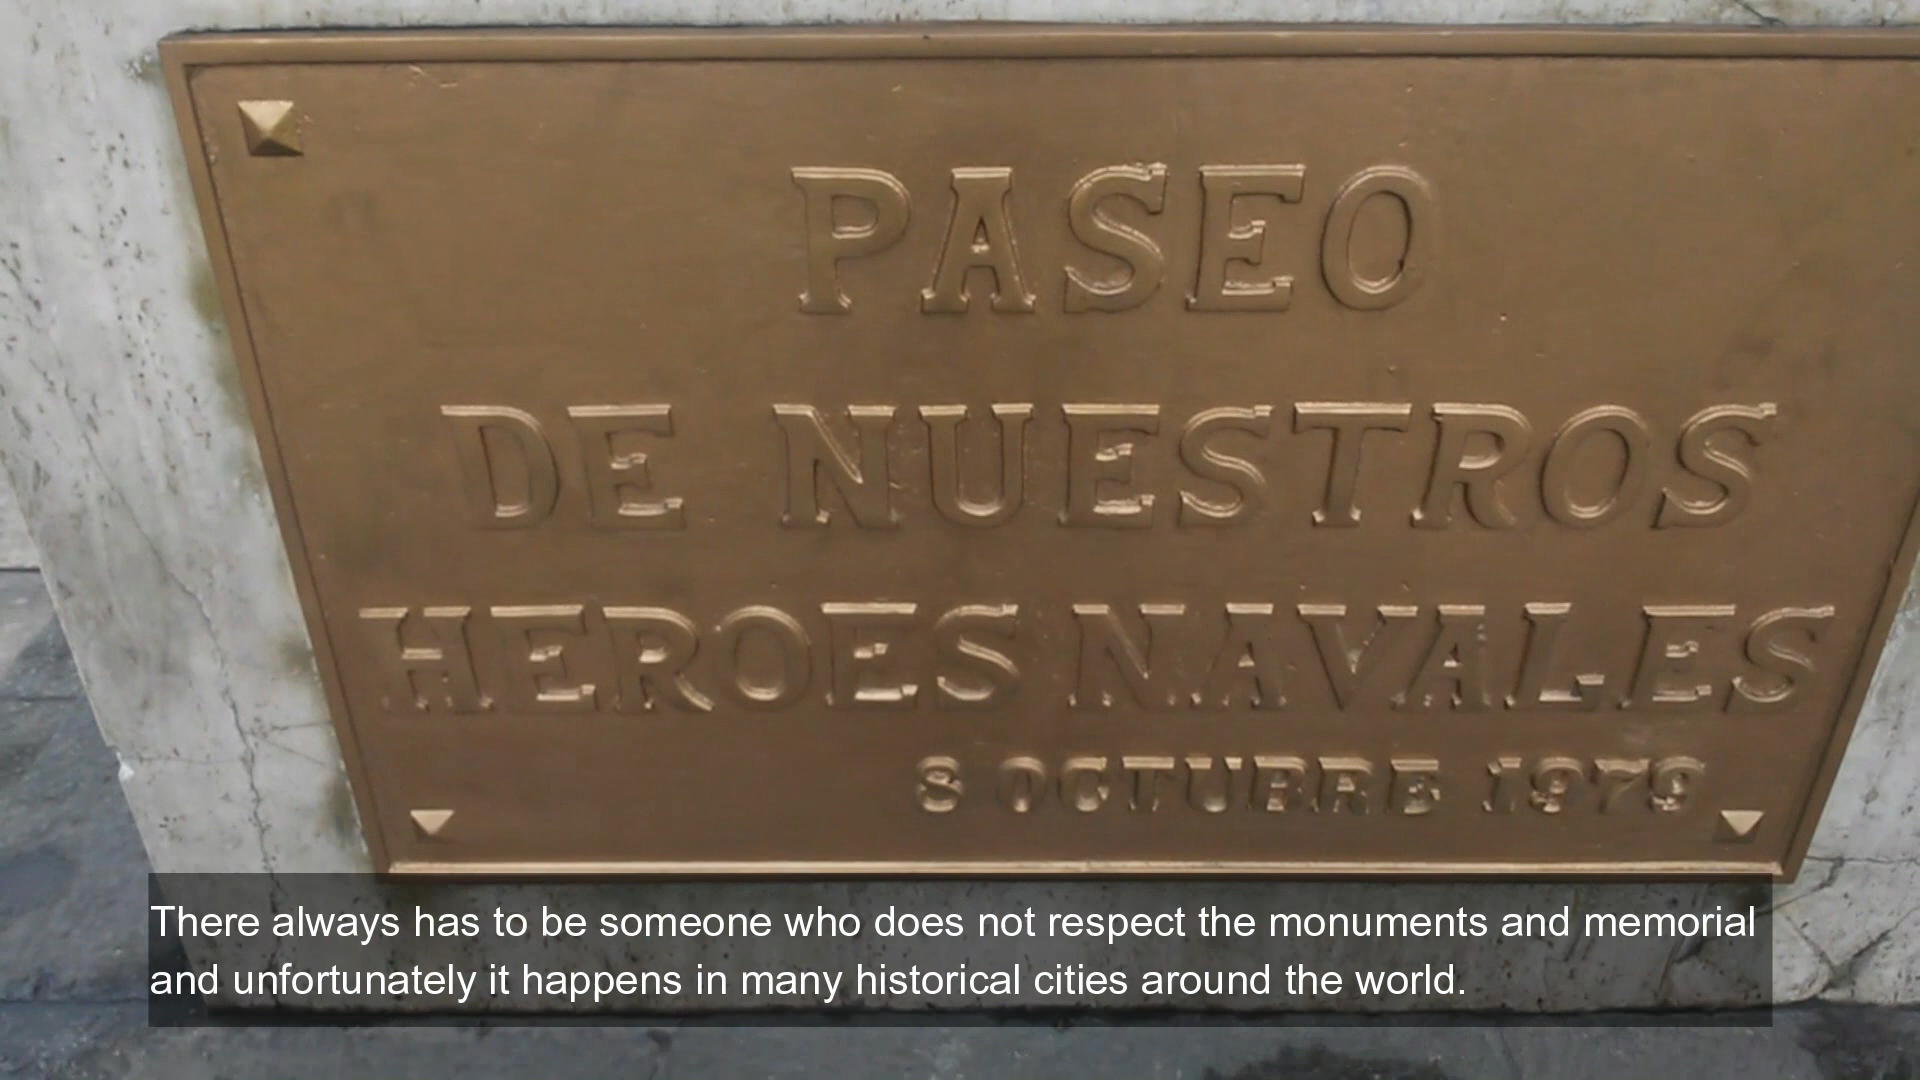 PASEO
DE NUESTROS
HEROES NAVALES
8 OCTUBRE 1979
There always has to be someone who does not respect the monuments and memorial
and unfortunately it happens in many historical cities around the world.